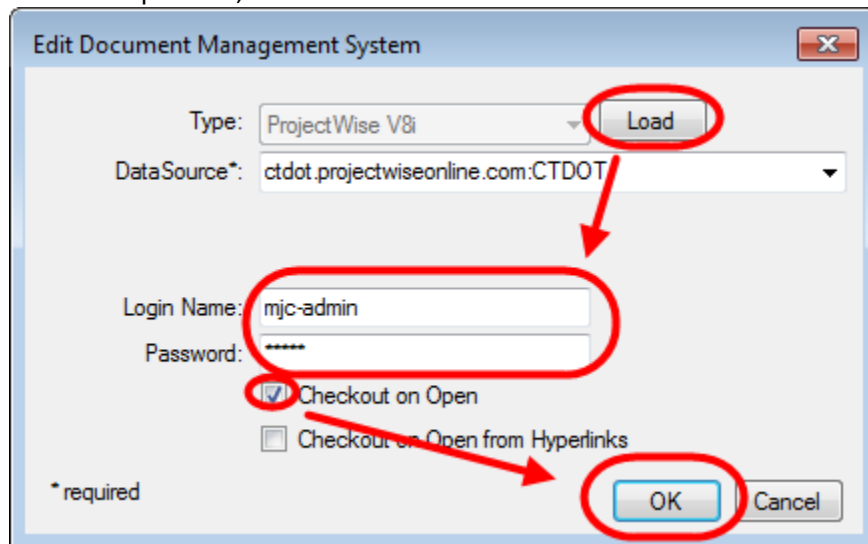 Edit Document Management System
Type: ProjectWise V8i Load
DataSource*: ctdot.projectwiseonline.com:CTDOT
Login Name: mjc-admin
Password: *****
Checkout on Open
Checkout on Open from Hyperlinks
* required
OK Cancel